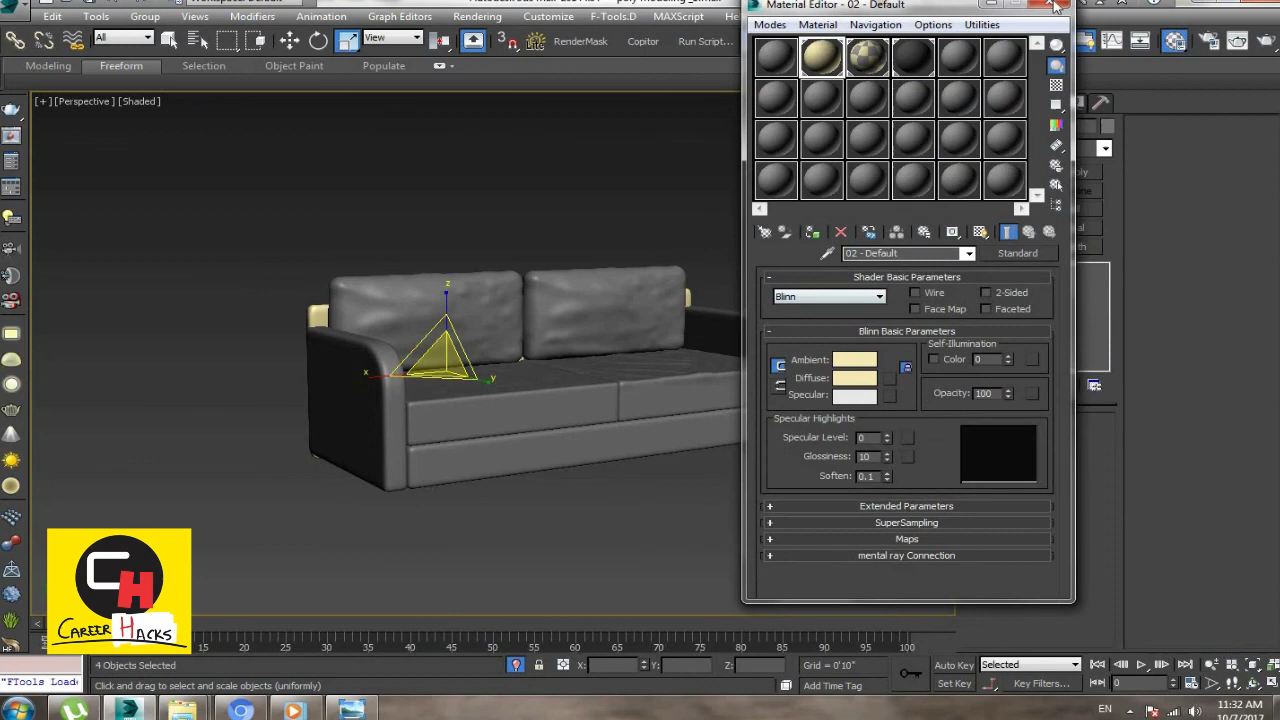 Material Editor - 02 - Default
Edit Tools Group Views Animation Graph Editors Customize F-Tools.D MAXScript
Modes Material Navigation Options Utilities
All
View
RenderMask Copitor Run Script...
Modeling Freeform Selection Object Paint Populate
[+] [Perspective] [Shaded]
02 - Default
Standard
- Shader Basic Parameters
Blinn
Wire 2-Sided
Face Map Faceted
- Blinn Basic Parameters
Self-Illumination
Ambient: Color 0
Diffuse:
Specular: Opacity: 100
Specular Highlights
Specular Level: 0
Glossiness: 10
Soften: 0.1
+ Extended Parameters
+ SuperSampling
+ Maps
+ mental ray Connection
x y z
CH
CAREER HACKS
15 20 25 30 35 40 45 50 55 60 65 70 75 80 85 90 95 100
4 Objects Selected X: Y: Z: Grid = 0'10" Auto Key Selected
"FTools Load Click and drag to select and scale objects (uniformly) Add Time Tag Set Key Key Filters... 0
EN 11:32 AM